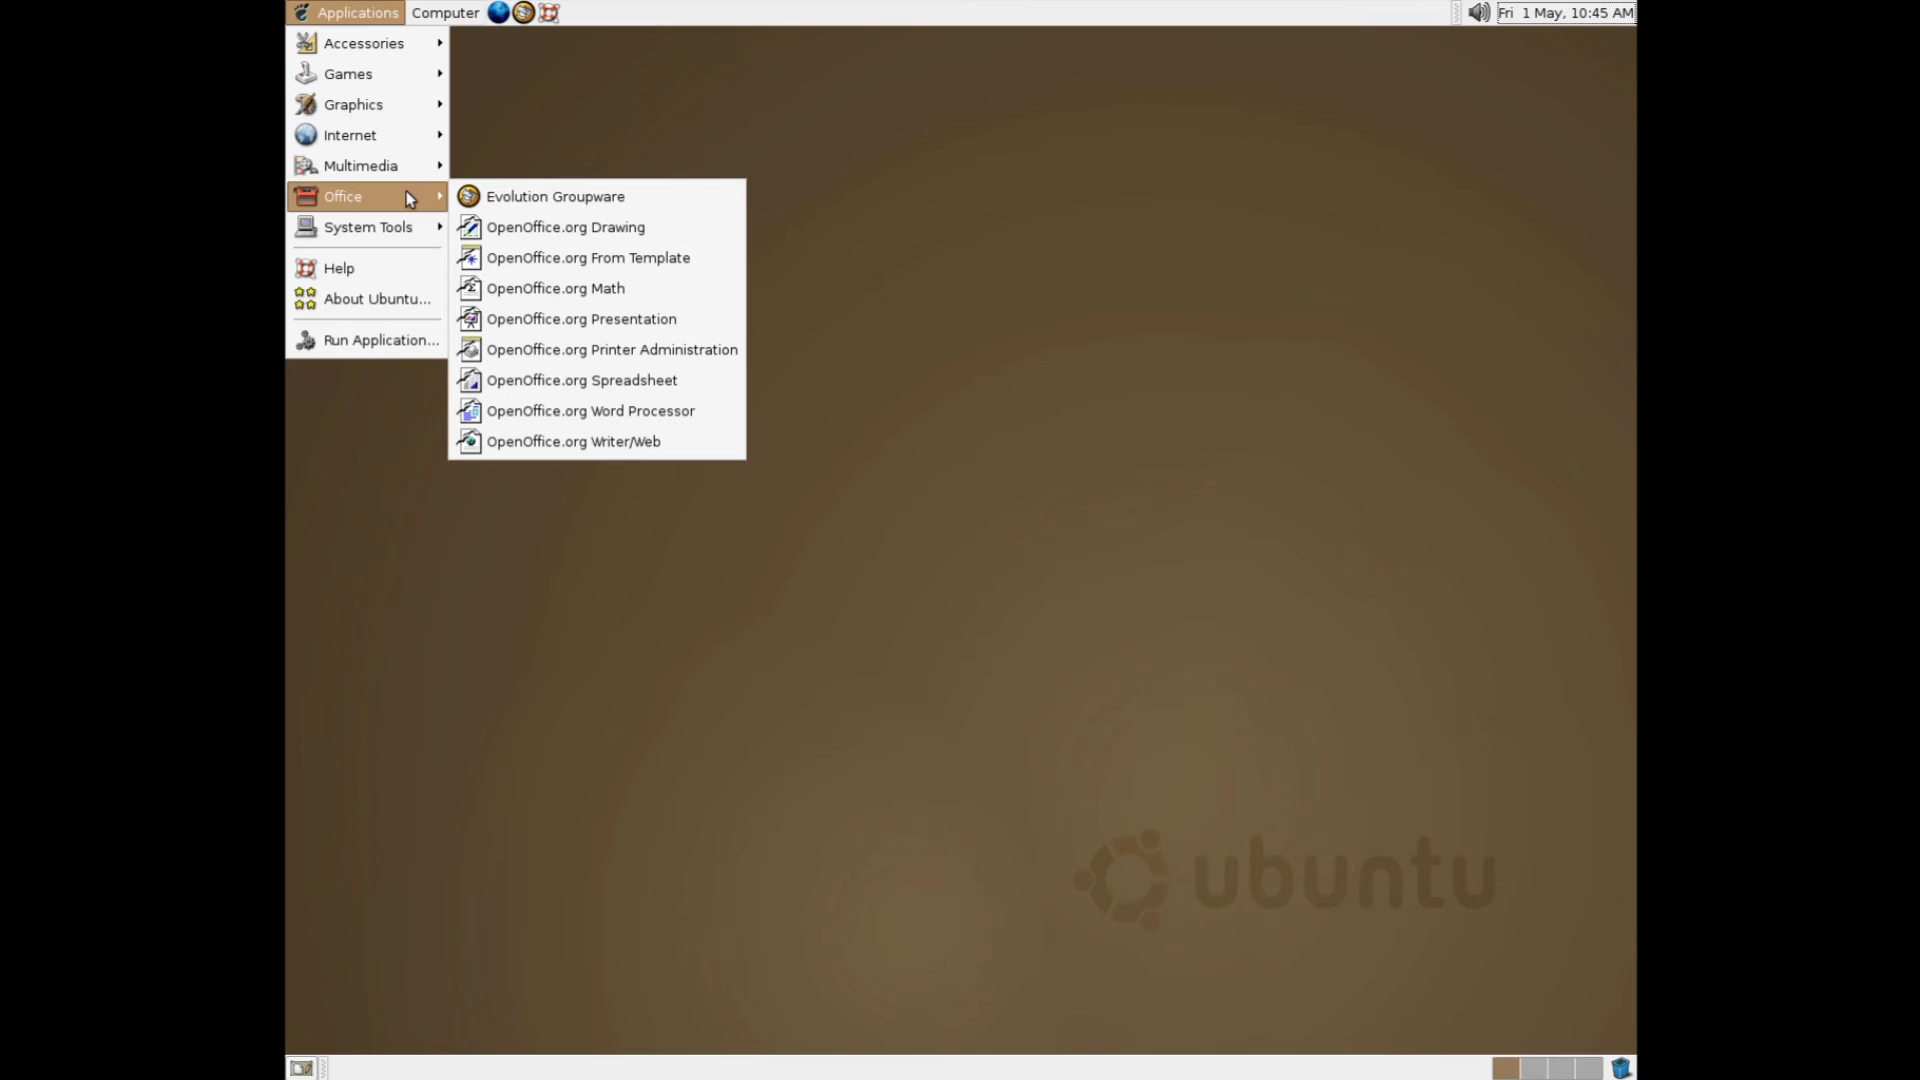 Applications Computer Fri 1 May, 10:45 AM
Accessories
Games
Graphics
Internet
Multimedia
Office
System Tools
Help
About Ubuntu...
Run Application...
Evolution Groupware
OpenOffice.org Drawing
OpenOffice.org From Template
OpenOffice.org Math
OpenOffice.org Presentation
OpenOffice.org Printer Administration
OpenOffice.org Spreadsheet
OpenOffice.org Word Processor
OpenOffice.org Writer/Web
ubuntu